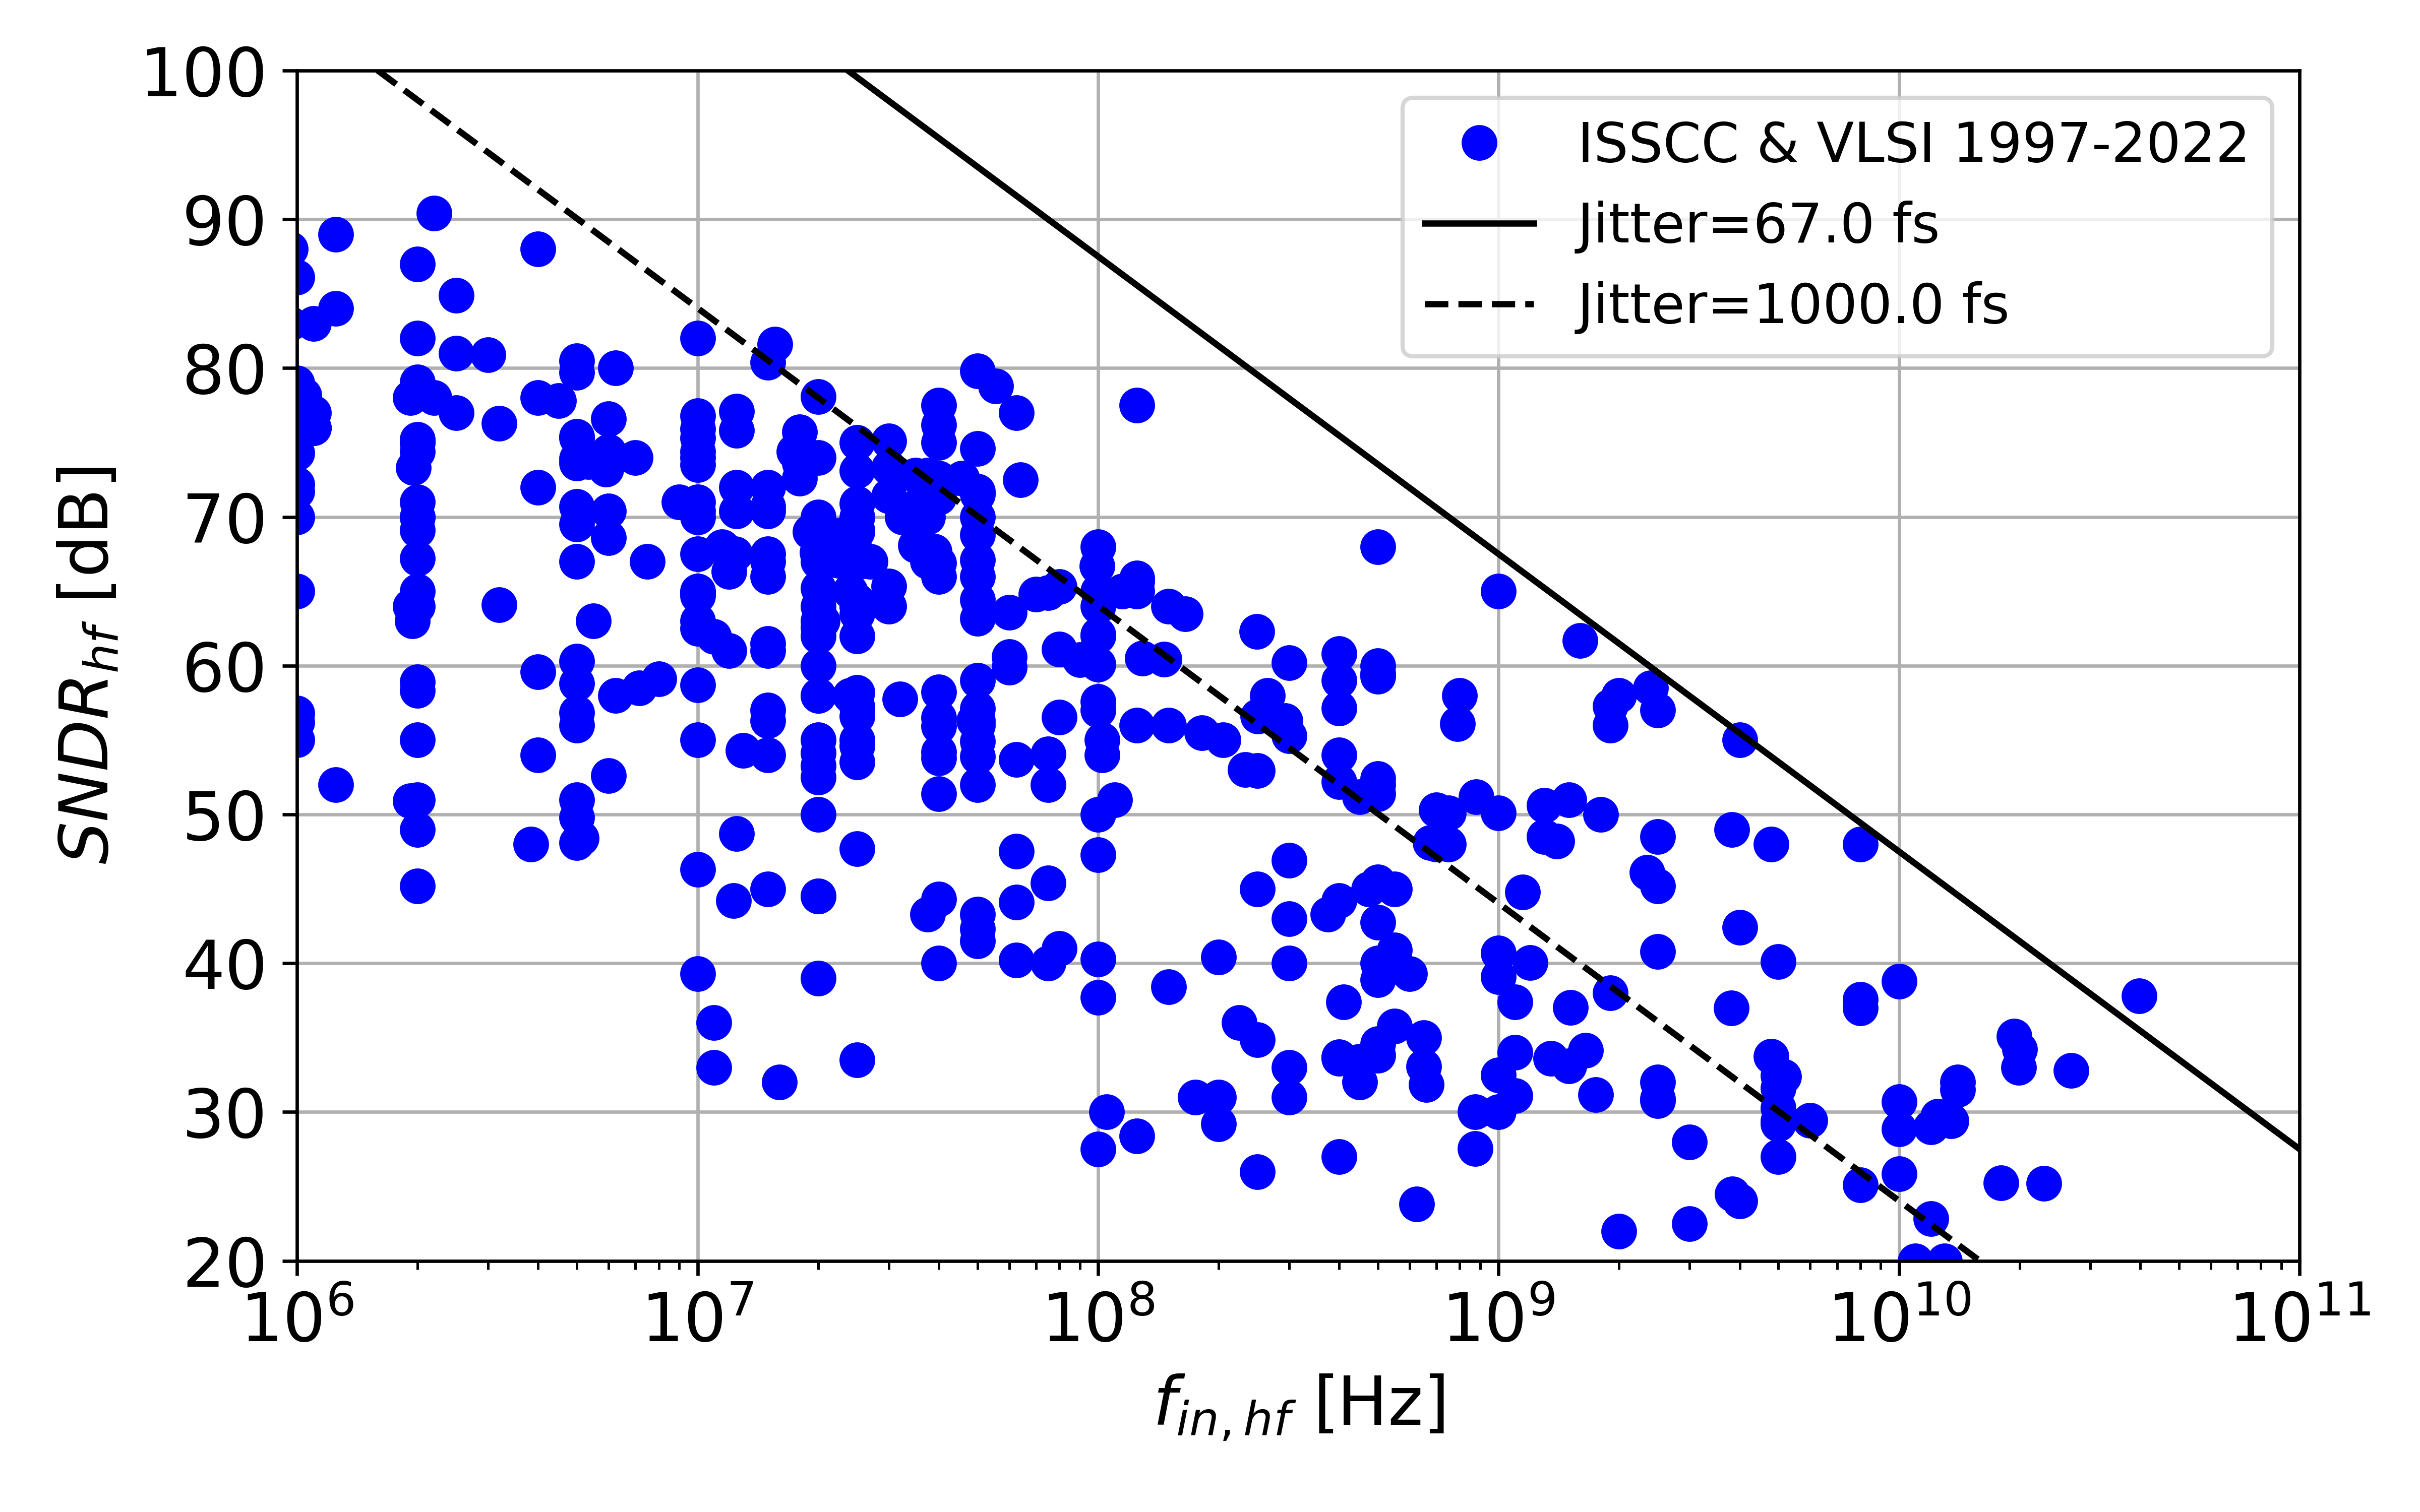 100
90
80
70
60
50
40
30
20
SNDR_hf [dB]
ISSCC & VLSI 1997-2022
Jitter=67.0 fs
Jitter=1000.0 fs
10^6 10^7 10^8 10^9 10^10 10^11
f_in, hf [Hz]